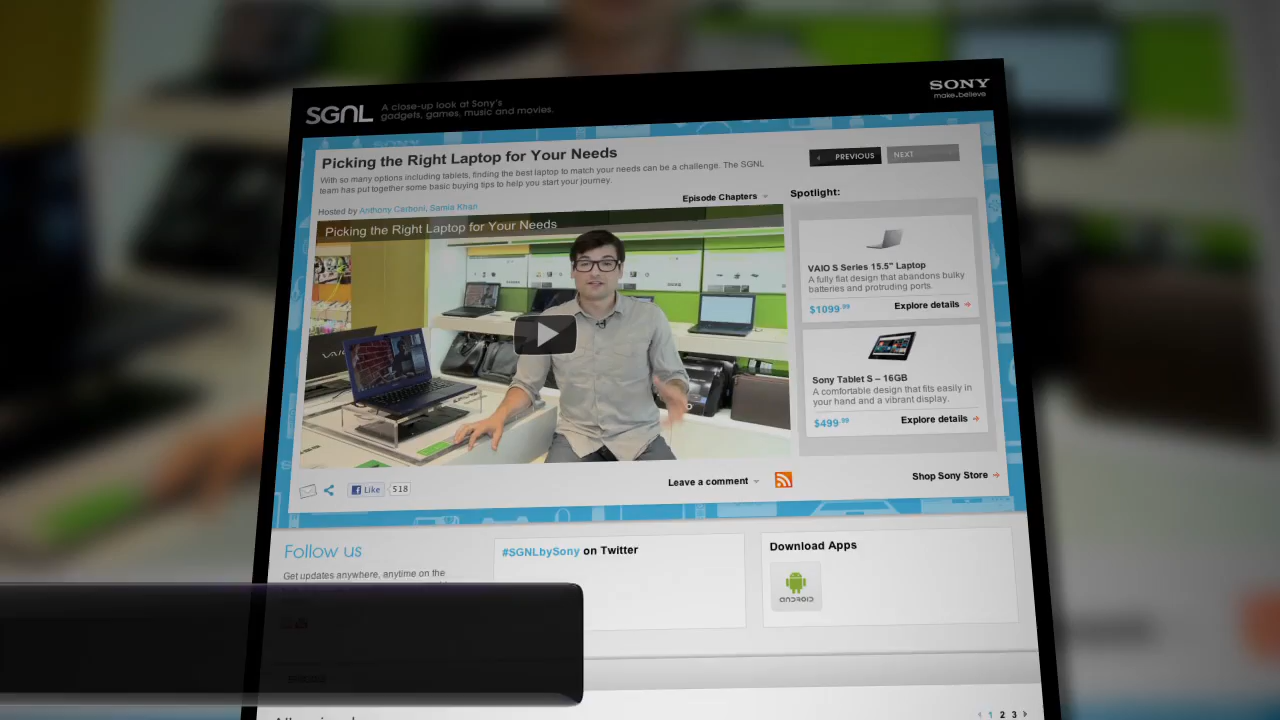 SGNL
A close-up look at Sony's
gadgets, games, music and movies.
SONY
make.believe
Picking the Right Laptop for Your Needs
With so many options including tablets, finding the best laptop to match your needs can be a challenge. The SGNL
team has put together some basic buying tips to help you start your journey.
PREVIOUS
NEXT
Hosted by Anthony Carboni, Samia Khan
Episode Chapters
Spotlight:
Picking the Right Laptop for Your Needs
VAIO
VAIO S Series 15.5" Laptop
A fully flat design that abandons bulky
batteries and protruding ports.
$1099.99
Explore details
Sony Tablet S – 16GB
A comfortable design that fits easily in
your hand and a vibrant display.
$499.99
Explore details
Like
518
Leave a comment
Shop Sony Store
Follow us
Get updates anywhere, anytime on the
#SGNLbySony on Twitter
Download Apps
ANDROID
1 2 3